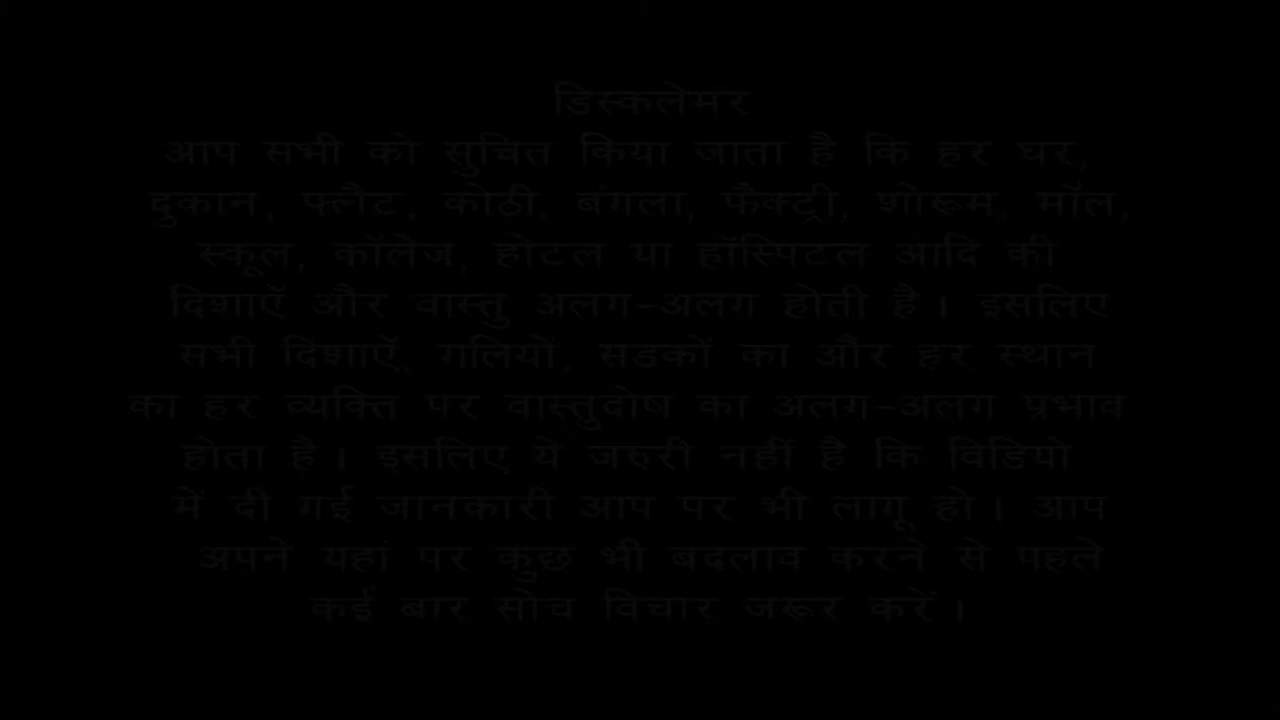 डिस्कलेमर
आप सभी को सुचित किया जाता है कि हर घर,
दुकान, फ्लैट, कोठी, बंगला, फैक्ट्री, शोरूम, मॉल,
स्कूल, कॉलेज, होटल या हॉस्पिटल आदि की
दिशाएँ और वास्तु अलग-अलग होती है। इसलिए
सभी दिशाएँ, गलियों, सडकों का और हर स्थान
का हर व्यक्ति पर वास्तुदोष का अलग-अलग प्रभाव
होता है। इसलिए ये जरुरी नहीं है कि विडियो
में दी गई जानकारी आप पर भी लागू हो। आप
अपने यहां पर कुछ भी बदलाव करने से पहले
कई बार सोच विचार जरूर करें।